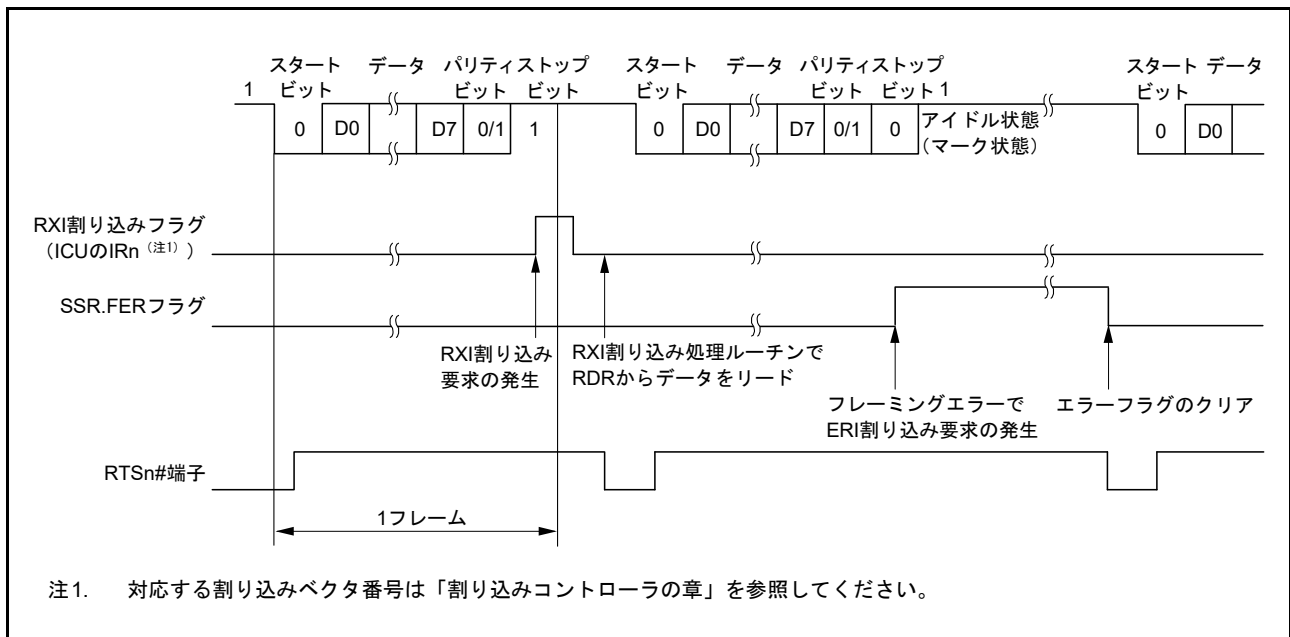 スタート データ パリティストップ スタート データ パリティストップ スタート データ
1 ビット ビット ビット ビット ビット ビット 1 ビット
0 D0 D7 0/1 1 0 D0 D7 0/1 0 アイドル状態 0 D0
（マーク状態）
RXI割り込みフラグ
（ICUのIRn（注1））
SSR.FERフラグ
RXI割り込み
要求の発生
RXI割り込み処理ルーチンで
RDRからデータをリード
フレーミングエラーで
ERI割り込み要求の発生
エラーフラグのクリア
RTSn#端子
1フレーム
注1. 対応する割り込みベクタ番号は「割り込みコントローラの章」を参照してください。